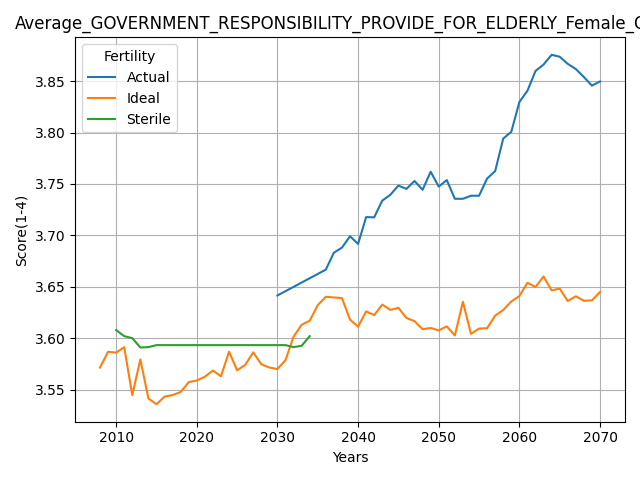 Average_GOVERNMENT_RESPONSIBILITY_PROVIDE_FOR_ELDERLY_Female_
Fertility
Actual
Ideal
Sterile
Score(1-4)
3.85
3.80
3.75
3.70
3.65
3.60
3.55
2010 2020 2030 2040 2050 2060 2070
Years